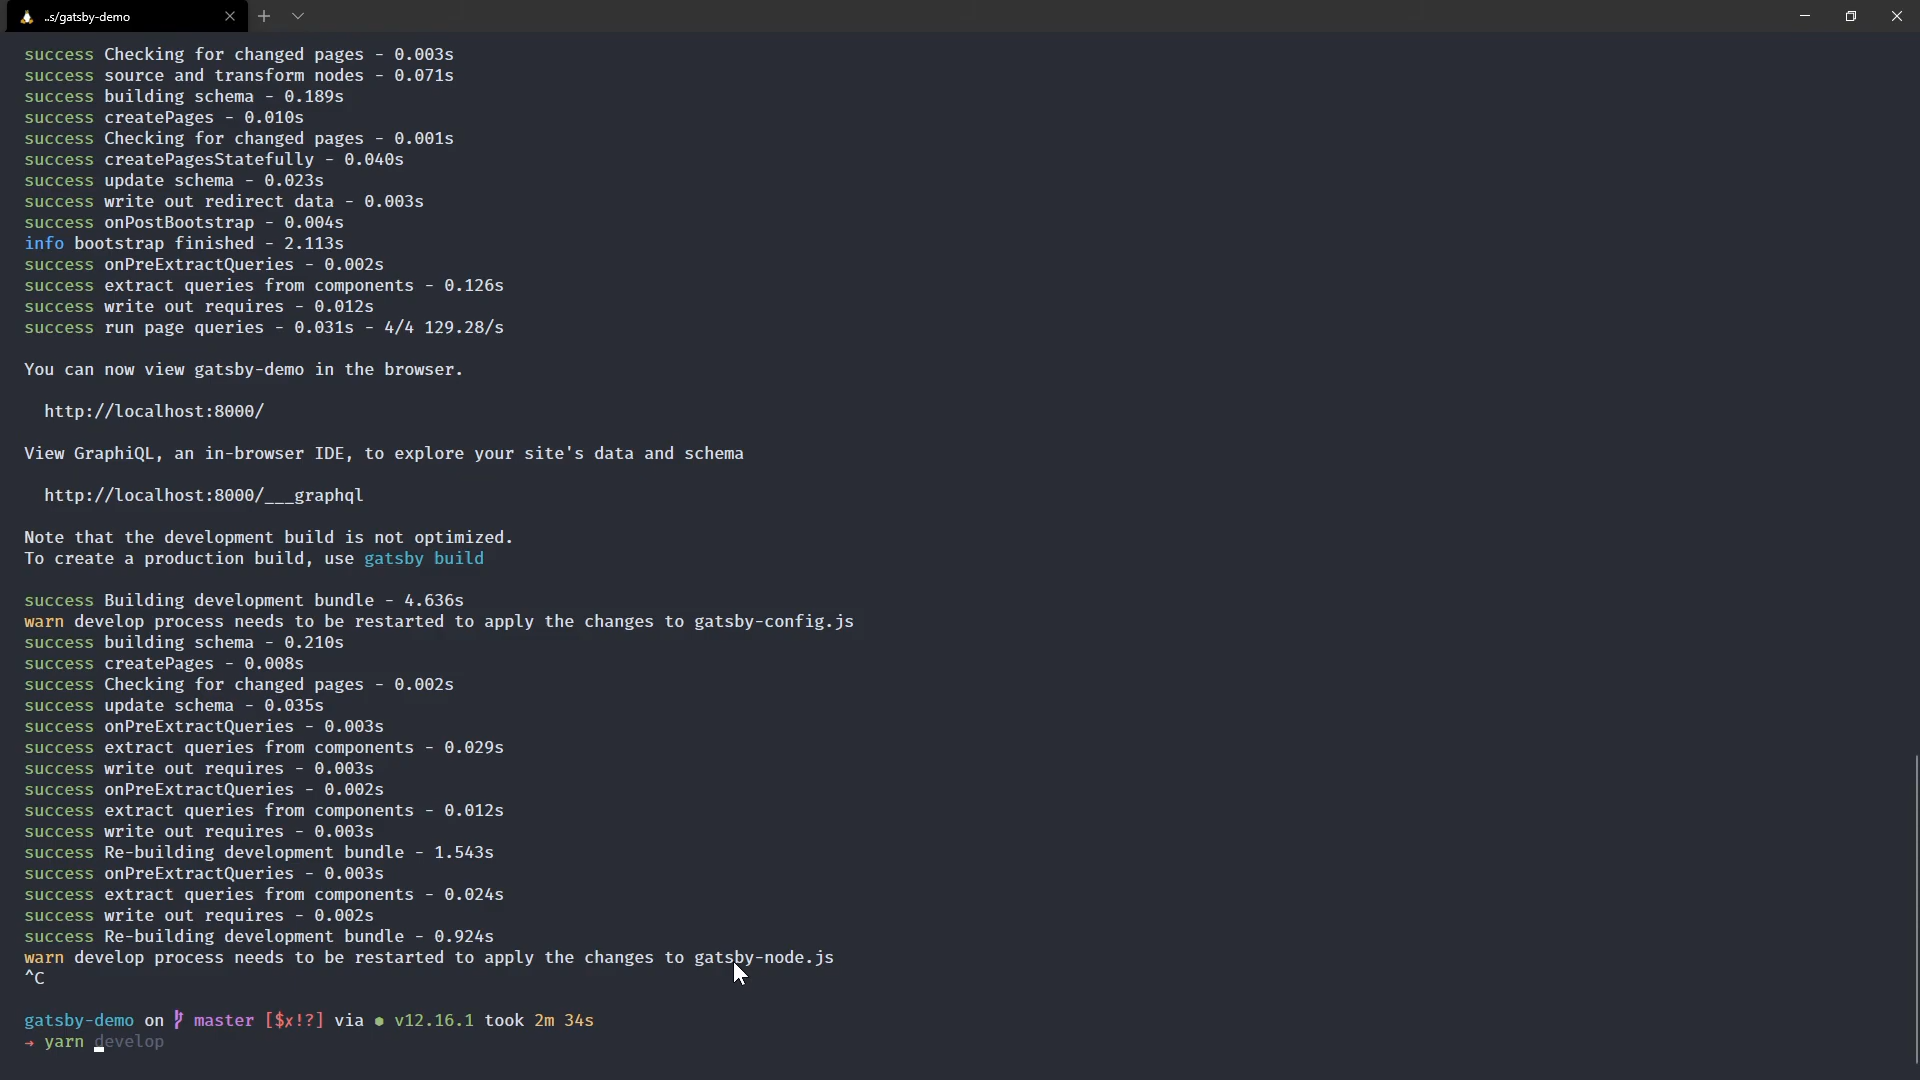 ..s/gatsby-demo
success Checking for changed pages - 0.003s
success source and transform nodes - 0.071s
success building schema - 0.189s
success createPages - 0.010s
success Checking for changed pages - 0.001s
success createPagesStatefully - 0.040s
success update schema - 0.023s
success write out redirect data - 0.003s
success onPostBootstrap - 0.004s
info bootstrap finished - 2.113s
success onPreExtractQueries - 0.002s
success extract queries from components - 0.126s
success write out requires - 0.012s
success run page queries - 0.031s - 4/4 129.28/s
You can now view gatsby-demo in the browser.
http://localhost:8000/
View GraphiQL, an in-browser IDE, to explore your site's data and schema
http://localhost:8000/___graphql
Note that the development build is not optimized.
To create a production build, use gatsby build
success Building development bundle - 4.636s
warn develop process needs to be restarted to apply the changes to gatsby-config.js
success building schema - 0.210s
success createPages - 0.008s
success Checking for changed pages - 0.002s
success update schema - 0.035s
success onPreExtractQueries - 0.003s
success extract queries from components - 0.029s
success write out requires - 0.003s
success onPreExtractQueries - 0.002s
success extract queries from components - 0.012s
success write out requires - 0.003s
success Re-building development bundle - 1.543s
success onPreExtractQueries - 0.003s
success extract queries from components - 0.024s
success write out requires - 0.002s
success Re-building development bundle - 0.924s
warn develop process needs to be restarted to apply the changes to gatsby-node.js
^C
gatsby-demo on master [$✗!?] via ● v12.16.1 took 2m 34s
→ yarn develop